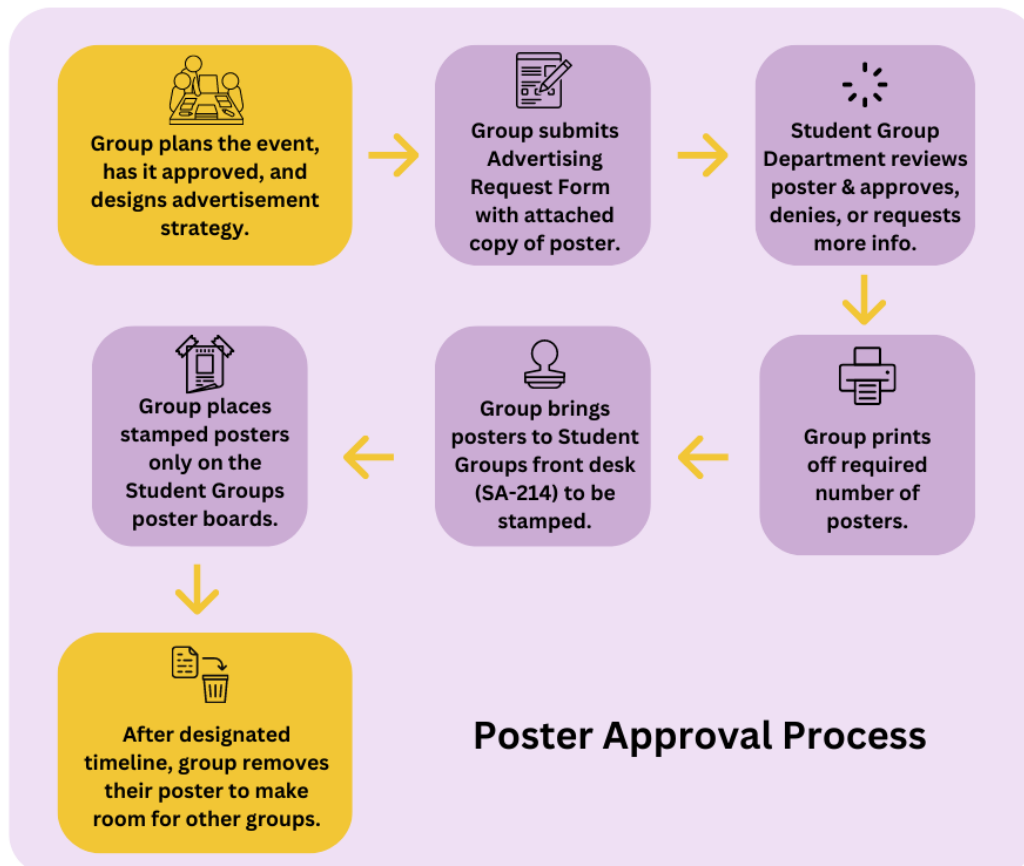 Group plans the event,
has it approved, and
designs advertisement
strategy.
Group submits
Advertising
Request Form
with attached
copy of poster.
Student Group
Department reviews
poster & approves,
denies, or requests
more info.
Group prints
off required
number of
posters.
Group brings
posters to Student
Groups front desk
(SA-214) to be
stamped.
Group places
stamped posters
only on the
Student Groups
poster boards.
After designated
timeline, group removes
their poster to make
room for other groups.
Poster Approval Process